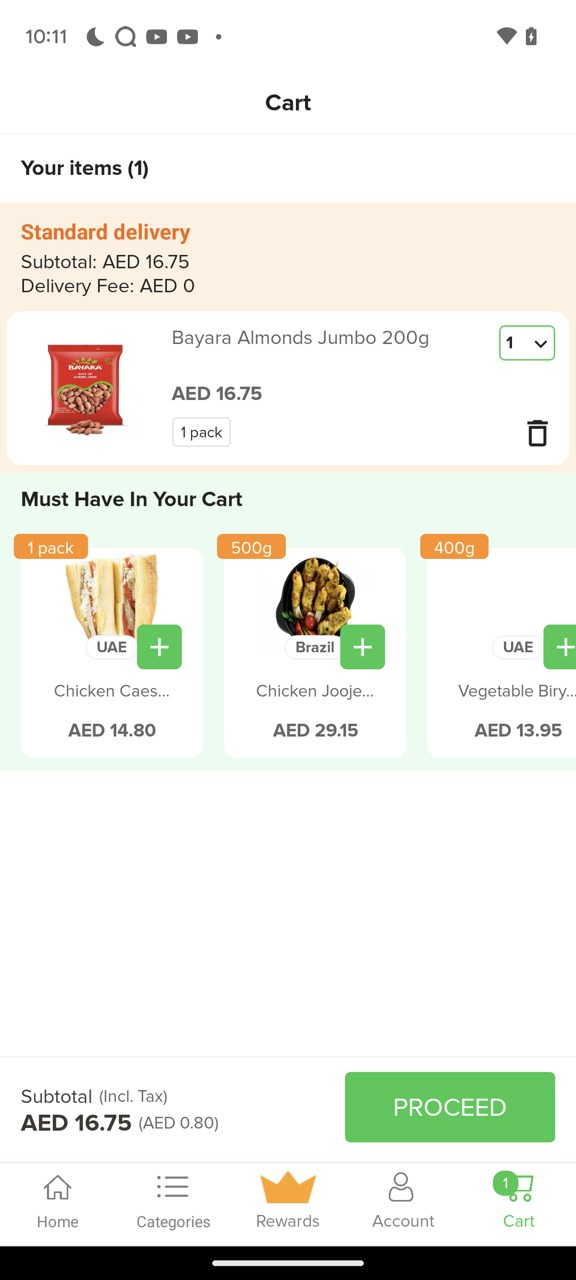 10:11
Cart
Your items (1)
Standard delivery
Subtotal: AED 16.75
Delivery Fee: AED 0
BAYARA
Bayara Almonds Jumbo 200g
1
AED 16.75
1 pack
Must Have In Your Cart
1 pack
500g
400g
UAE
Brazil
UAE
Chicken Caes...
Chicken Jooje...
Vegetable Biry...
AED 14.80
AED 29.15
AED 13.95
Subtotal (Incl. Tax)
AED 16.75 (AED 0.80)
PROCEED
1
Home
Categories
Rewards
Account
Cart